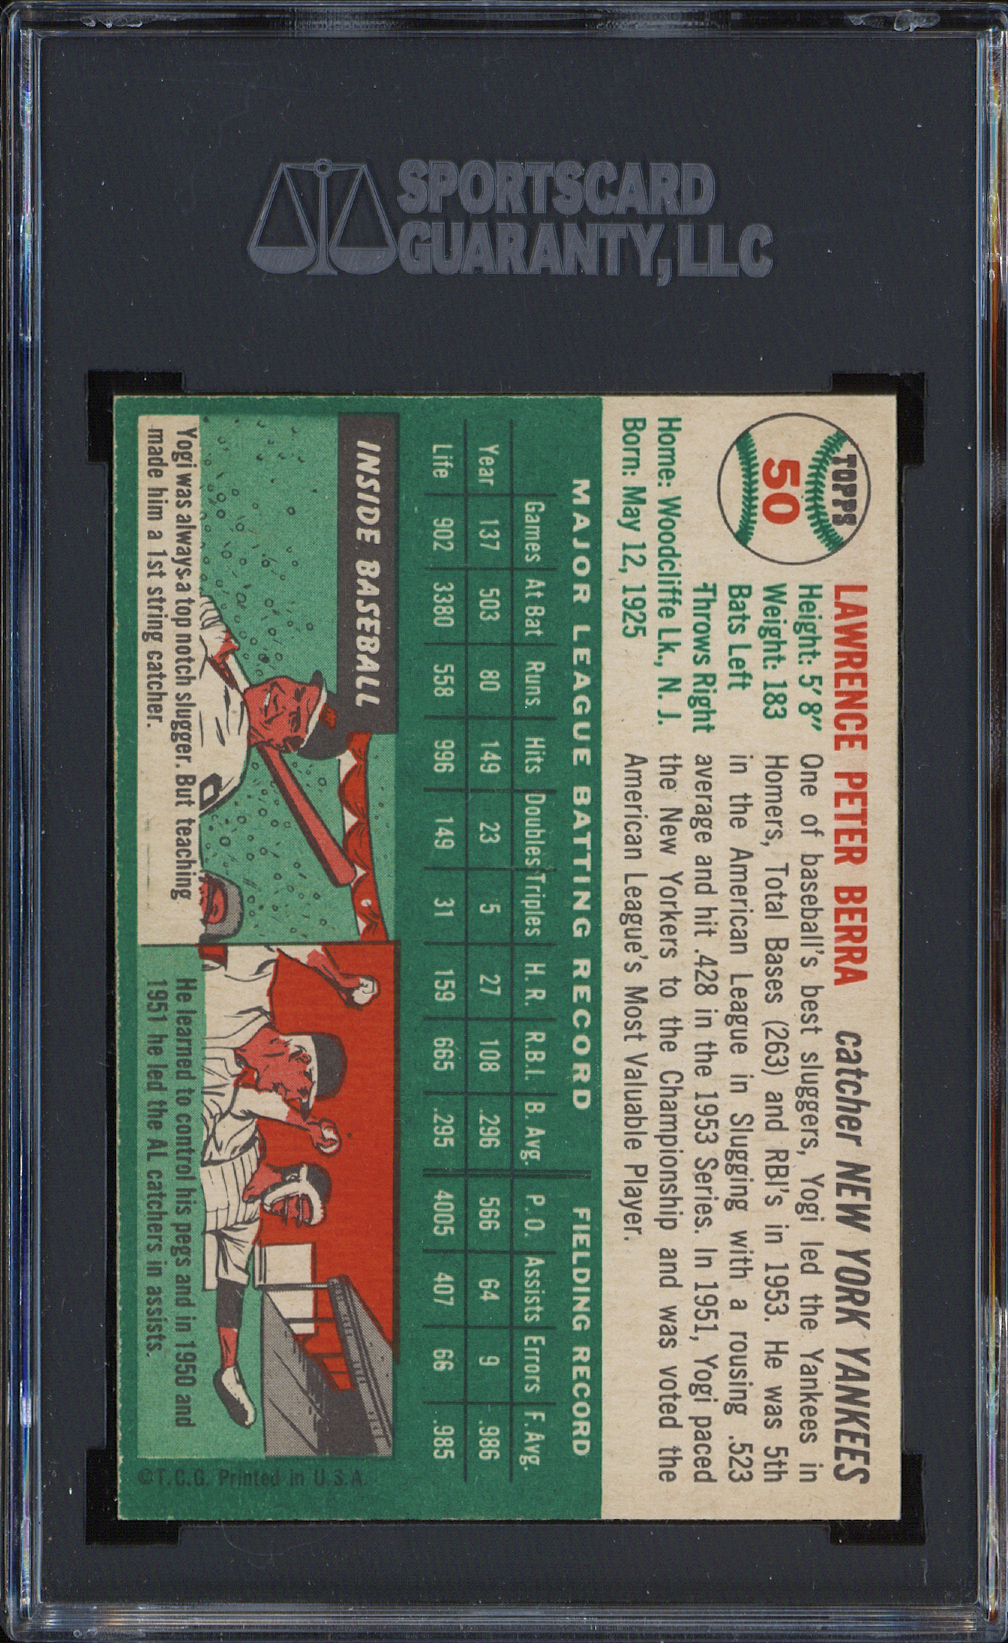 SPORTSCARD
GUARANTY, LLC
TOPPS
50
LAWRENCE PETER BERRA catcher NEW YORK YANKEES
Height: 5' 8"
Weight: 183
Bats Left
Throws Right
Home: Woodcliffe Lk., N. J.
Born: May 12, 1925
One of baseball's best sluggers, Yogi led the Yankees in
Homers, Total Bases (263) and RBI's in 1953. He was 5th
in the American League in Slugging with a rousing .523
average and hit .428 in the 1953 Series. In 1951, Yogi paced
the New Yorkers to the Championship and was voted the
American League's Most Valuable Player.
MAJOR LEAGUE BATTING RECORD FIELDING RECORD
Games At Bat Runs. Hits Doubles Triples H. R. R.B.I. B. Avg. P. O. Assists Errors F. Avg.
Year 137 503 80 149 23 5 27 108 .296 566 64 9 .986
Life 902 3380 558 996 149 31 159 665 .295 4005 407 66 .985
INSIDE BASEBALL
Yogi was always a top notch slugger. But teaching
made him a 1st string catcher.
He learned to control his pegs and in 1950 and
1951 he led the AL catchers in assists.
©T.C.G. Printed in U.S.A.